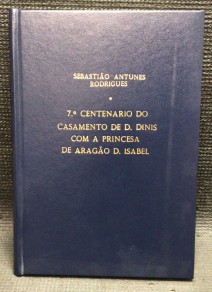 SEBASTIÃO ANTUNES
RODRIGUES
*
7.º CENTENARIO DO
CASAMENTO DE D. DINIS
COM A PRINCESA
DE ARAGÃO D. ISABEL